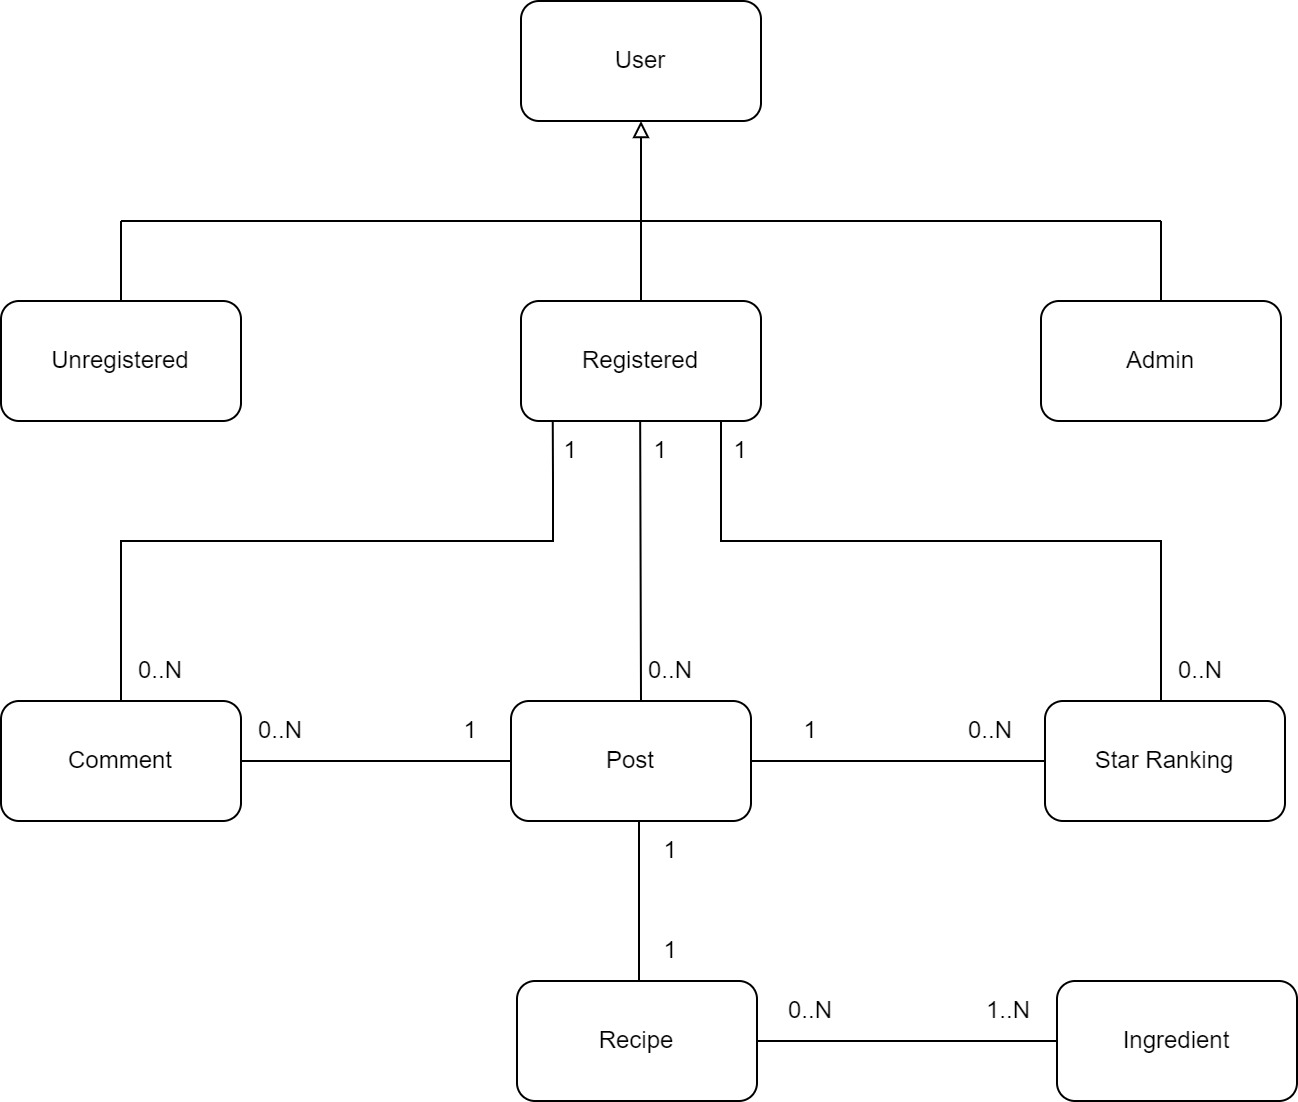 User
Unregistered
Registered
Admin
1
1
1
0..N
0..N
0..N
0..N
1
1
0..N
Comment
Post
Star Ranking
1
1
0..N
1..N
Recipe
Ingredient